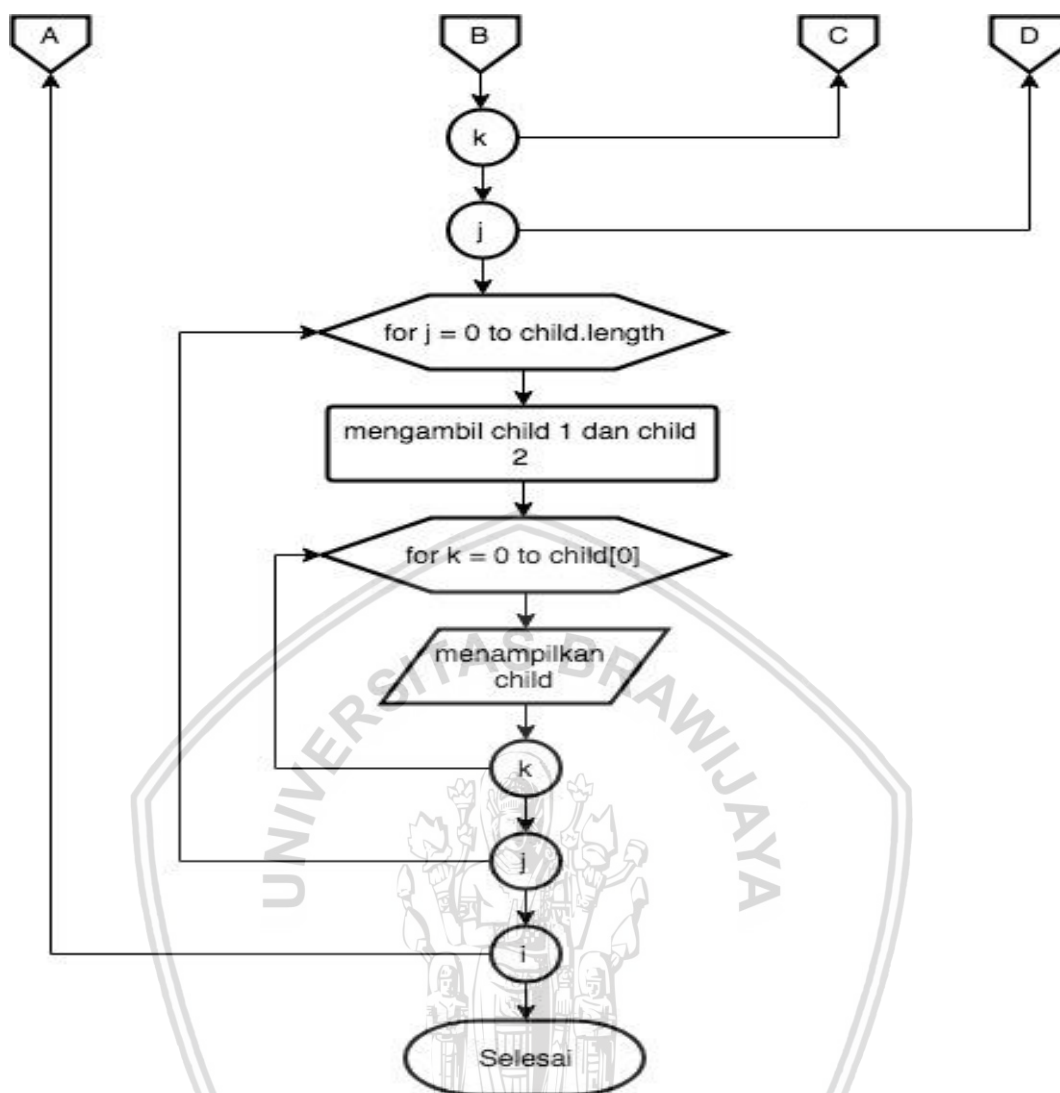 A
B
C
D
k
j
for j = 0 to child.length
mengambil child 1 dan child
2
for k = 0 to child[0]
menampilkan
child
k
j
i
Selesai
UNIVERSITAS BRAWIJAYA